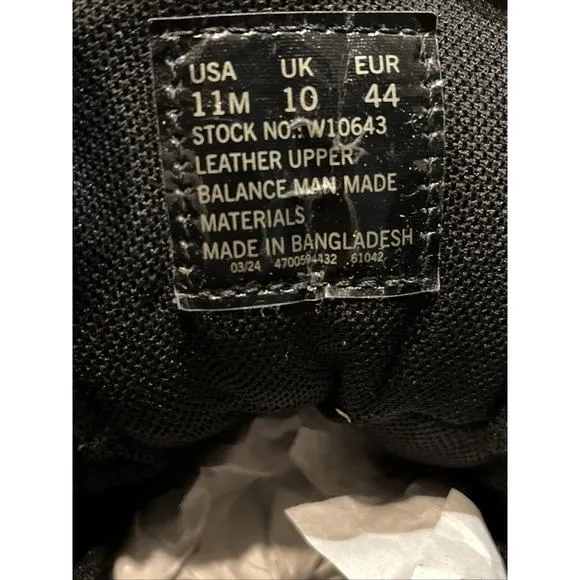 USA UK EUR
11M 10 44
STOCK NO.: W10643
LEATHER UPPER
BALANCE MAN MADE
MATERIALS
MADE IN BANGLADESH
03/24 4700594432 61042